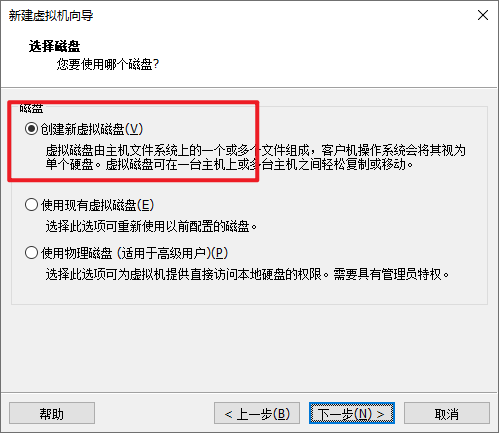 新建虚拟机向导
选择磁盘
您要使用哪个磁盘?
磁盘
创建新虚拟磁盘(V)
虚拟磁盘由主机文件系统上的一个或多个文件组成，客户机操作系统会将其视为
单个硬盘。虚拟磁盘可在一台主机上或多台主机之间轻松复制或移动。
使用现有虚拟磁盘(E)
选择此选项可重新使用以前配置的磁盘。
使用物理磁盘 (适用于高级用户)(P)
选择此选项可为虚拟机提供直接访问本地硬盘的权限。需要具有管理员特权。
帮助
< 上一步(B)
下一步(N) >
取消